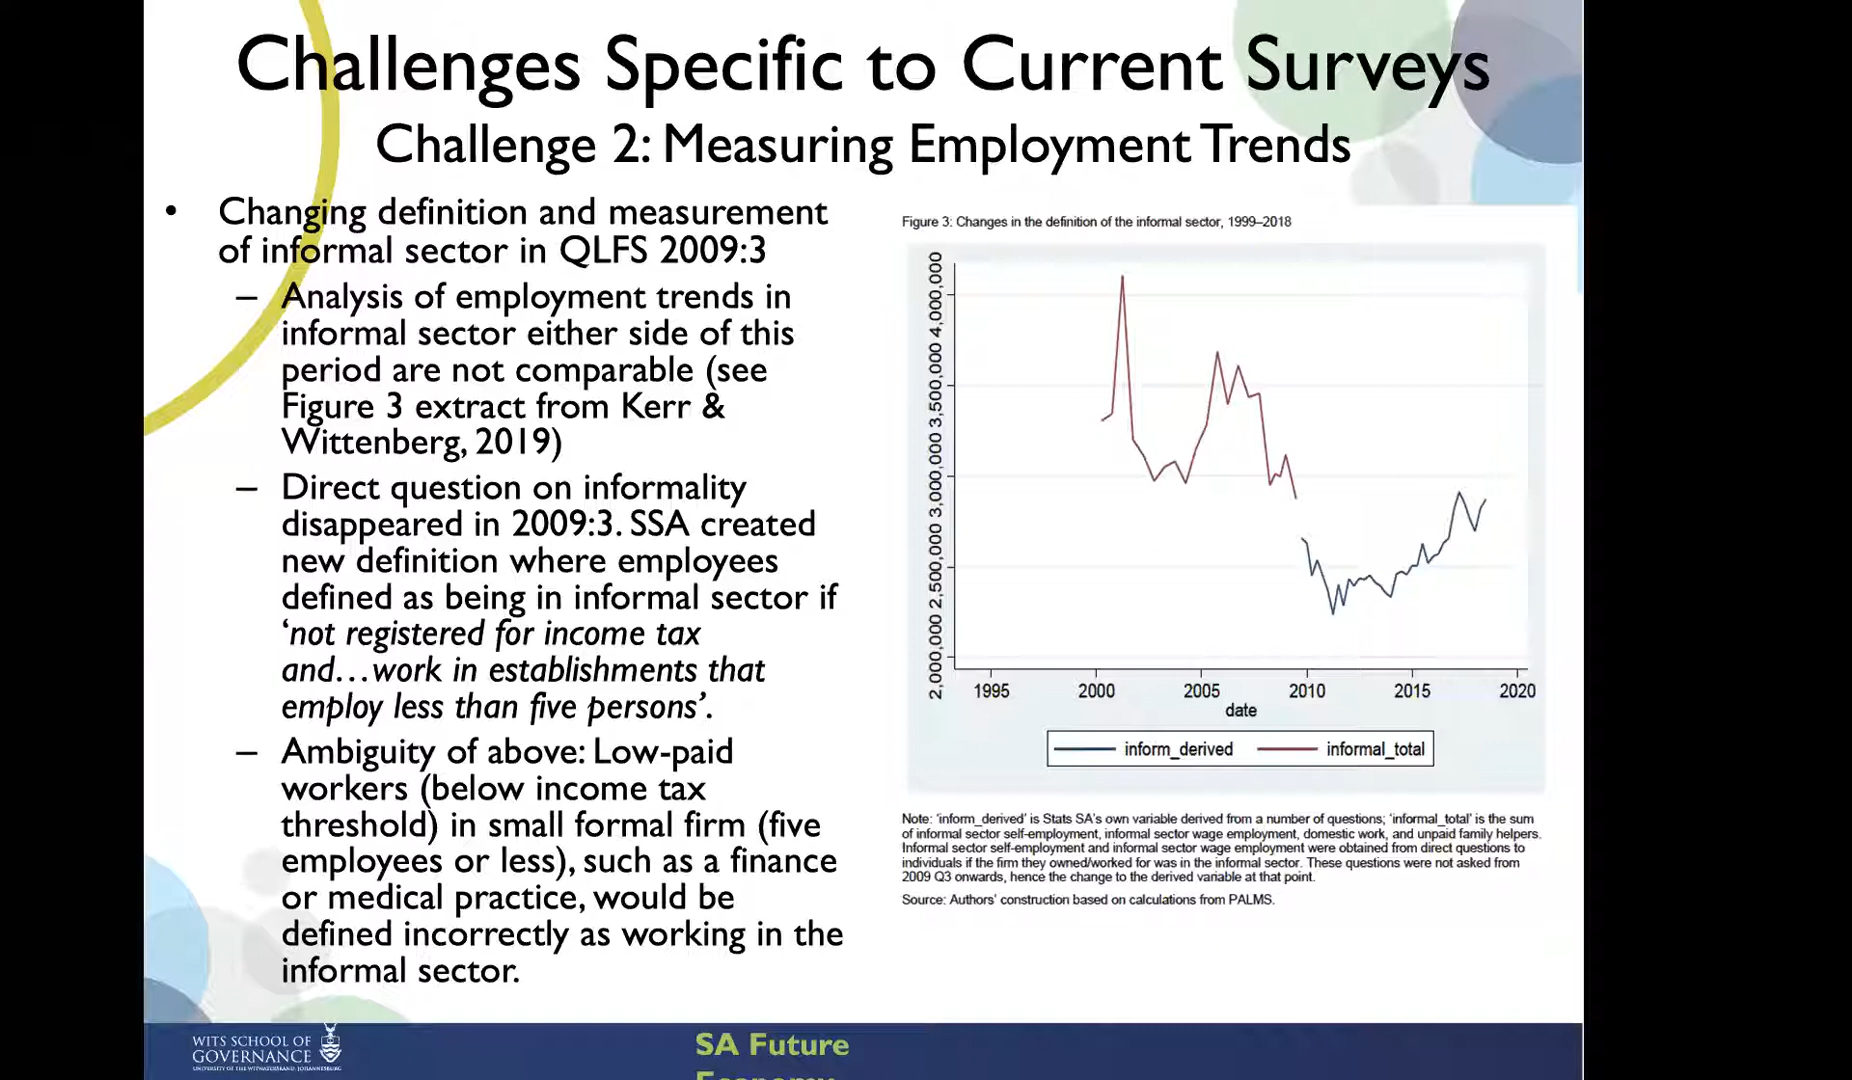 Challenges Specific to Current Surveys
Challenge 2: Measuring Employment Trends
• Changing definition and measurement
of informal sector in QLFS 2009:3
– Analysis of employment trends in
informal sector either side of this
period are not comparable (see
Figure 3 extract from Kerr &
Wittenberg, 2019)
– Direct question on informality
disappeared in 2009:3. SSA created
new definition where employees
defined as being in informal sector if
‘not registered for income tax
and…work in establishments that
employ less than five persons’.
– Ambiguity of above: Low-paid
workers (below income tax
threshold) in small formal firm (five
employees or less), such as a finance
or medical practice, would be
defined incorrectly as working in the
informal sector.
Figure 3: Changes in the definition of the informal sector, 1999–2018
4,000,000
3,500,000
3,000,000
2,500,000
2,000,000
1995 2000 2005 2010 2015 2020
date
inform_derived informal_total
Note: ‘inform_derived’ is Stats SA’s own variable derived from a number of questions; ‘informal_total’ is the sum
of informal sector self-employment, informal sector wage employment, domestic work, and unpaid family helpers.
Informal sector self-employment and informal sector wage employment were obtained from direct questions to
individuals if the firm they owned/worked for was in the informal sector. These questions were not asked from
2009 Q3 onwards, hence the change to the derived variable at that point.
Source: Authors’ construction based on calculations from PALMS.
WITS SCHOOL OF
GOVERNANCE
UNIVERSITY OF THE WITWATERSRAND, JOHANNESBURG
SA Future
Economy